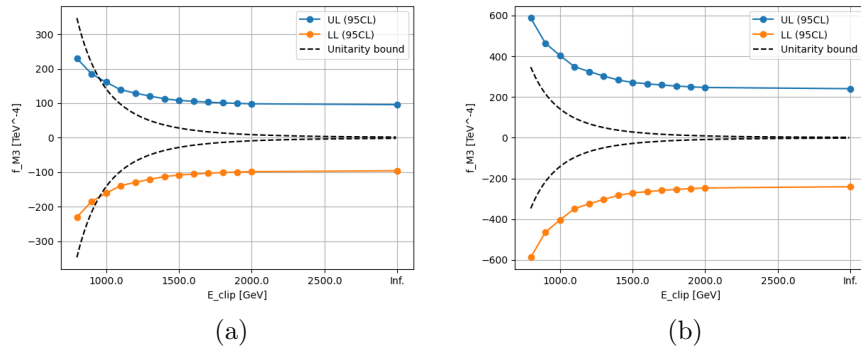 300
200
100
0
−100
−200
−300
f_M3 [TeV^-4]
UL (95CL)
LL (95CL)
Unitarity bound
1000.0 1500.0 2000.0 2500.0 Inf.
E_clip [GeV]
(a)
600
400
200
0
−200
−400
−600
f_M3 [TeV^-4]
UL (95CL)
LL (95CL)
Unitarity bound
1000.0 1500.0 2000.0 2500.0 Inf.
E_clip [GeV]
(b)